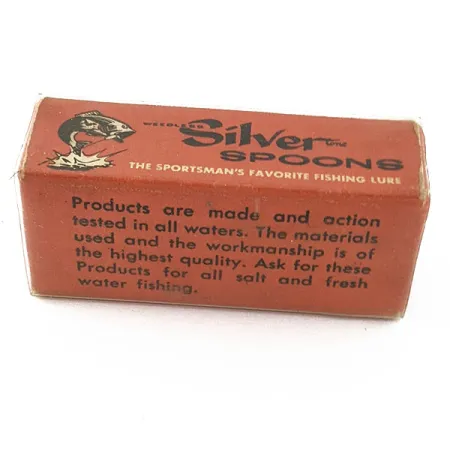 WEEDLESS Silver tone
SPOONS
THE SPORTSMAN'S FAVORITE FISHING LURE
Products are made and action
tested in all waters. The materials
used and the workmanship is of
the highest quality. Ask for these
Products for all salt and fresh
water fishing.